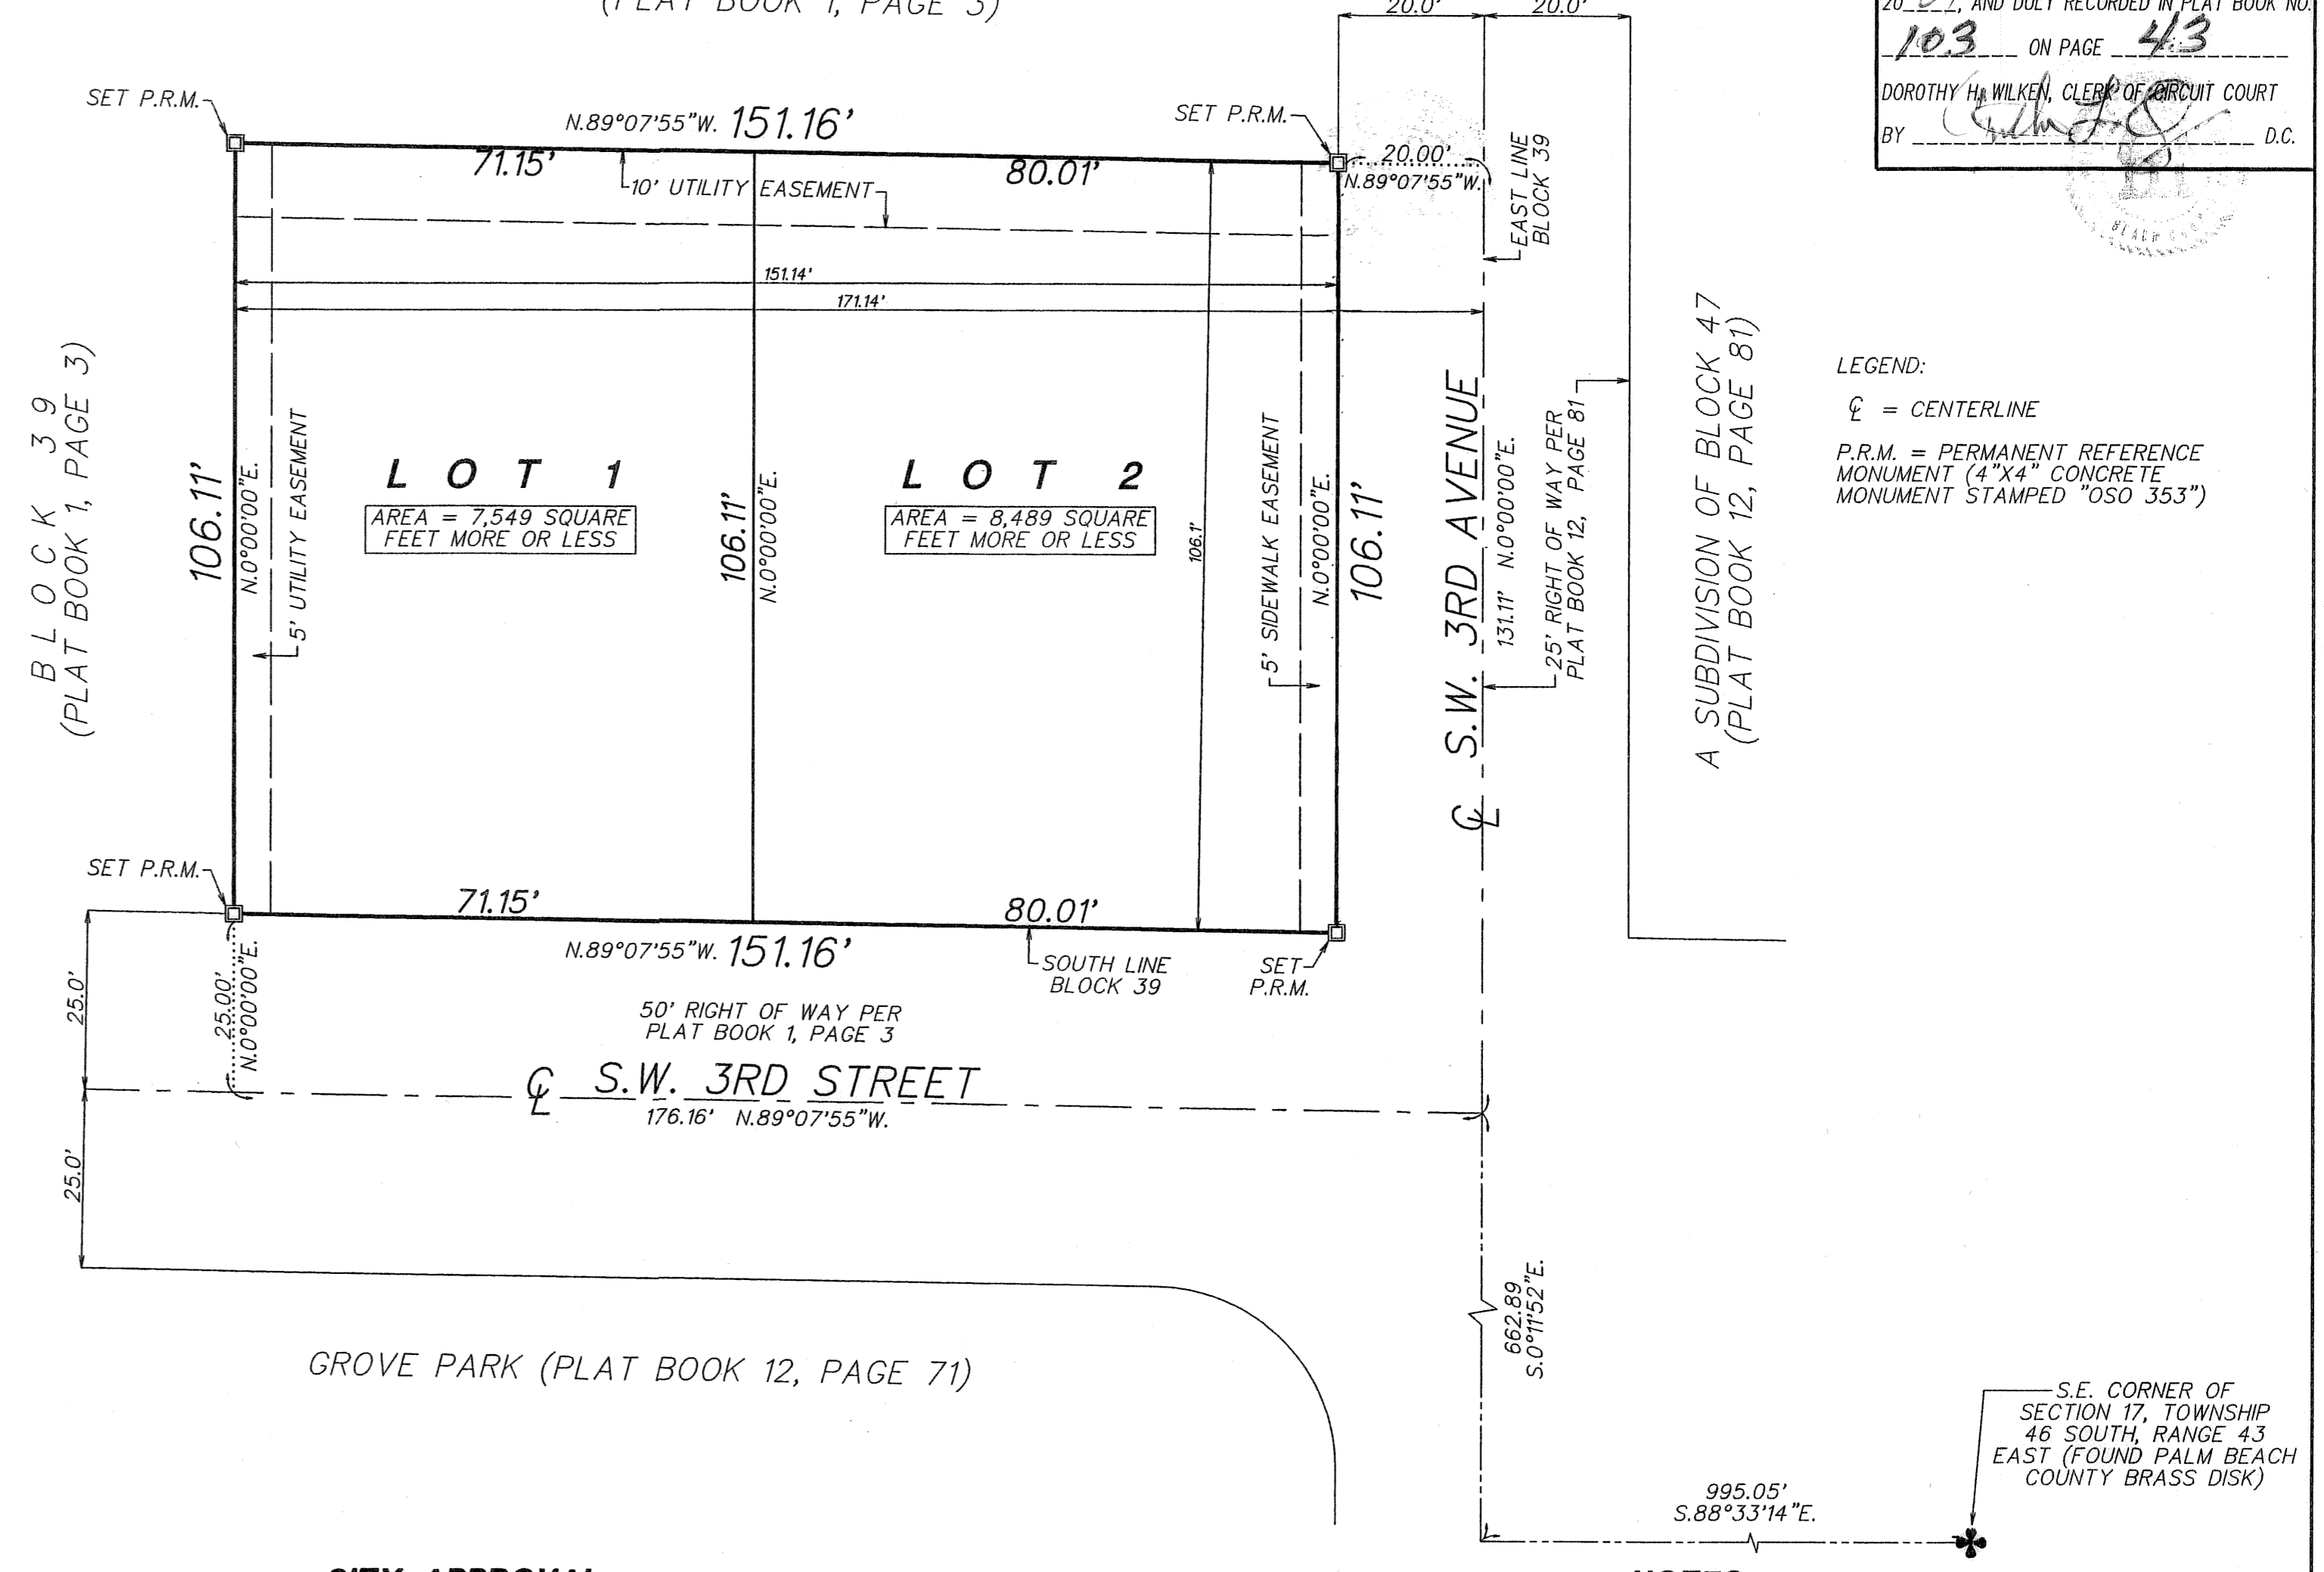 (PLAT BOOK 1, PAGE 3)
20.0'
20.0'
AND DULY RECORDED IN PLAT BOOK NO.
103 ON PAGE 43
DOROTHY H. WILKEN, CLERK OF CIRCUIT COURT
BY D.C.
SET P.R.M.
N.89°07'55"W. 151.16'
SET P.R.M.
71.15'
80.01'
20.00'
N.89°07'55"W.
10' UTILITY EASEMENT
EAST LINE
BLOCK 39
151.14'
171.14'
BLOCK 39
(PLAT BOOK 1, PAGE 3)
106.11'
N.0°00'00"E.
5' UTILITY EASEMENT
LOT 1
AREA = 7,549 SQUARE
FEET MORE OR LESS
106.11'
N.0°00'00"E.
LOT 2
AREA = 8,489 SQUARE
FEET MORE OR LESS
106.1'
5' SIDEWALK EASEMENT
N.0°00'00"E.
106.11'
℄ S.W. 3RD AVENUE
131.11' N.0°00'00"E.
25' RIGHT OF WAY PER
PLAT BOOK 12, PAGE 81
A SUBDIVISION OF BLOCK 47
(PLAT BOOK 12, PAGE 81)
LEGEND:
℄ = CENTERLINE
P.R.M. = PERMANENT REFERENCE
MONUMENT (4"X4" CONCRETE
MONUMENT STAMPED "OSO 353")
SET P.R.M.
71.15'
80.01'
N.89°07'55"W. 151.16'
SOUTH LINE
BLOCK 39
SET
P.R.M.
25.0'
25.00'
N.0°00'00"E.
50' RIGHT OF WAY PER
PLAT BOOK 1, PAGE 3
℄ S.W. 3RD STREET
176.16' N.89°07'55"W.
25.0'
662.89
S.0°11'52"E.
GROVE PARK (PLAT BOOK 12, PAGE 71)
S.E. CORNER OF
SECTION 17, TOWNSHIP
46 SOUTH, RANGE 43
EAST (FOUND PALM BEACH
COUNTY BRASS DISK)
995.05'
S.88°33'14"E.
CITY APPROVAL
NOTES